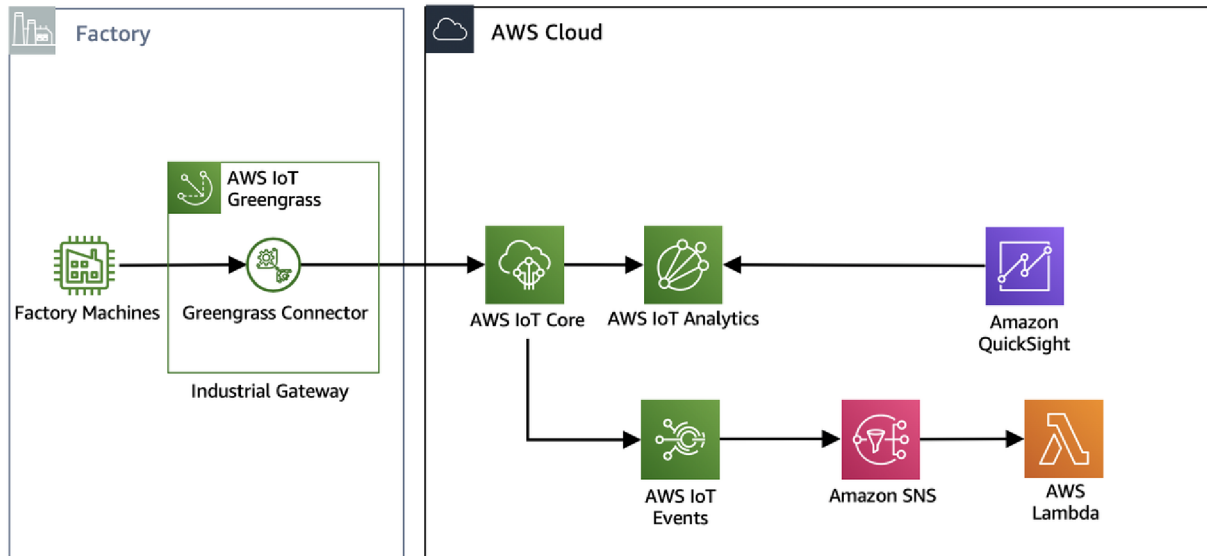 Factory
AWS Cloud
AWS IoT
Greengrass
Factory Machines
Greengrass Connector
Industrial Gateway
AWS IoT Core
AWS IoT Analytics
Amazon
QuickSight
AWS IoT
Events
Amazon SNS
AWS
Lambda